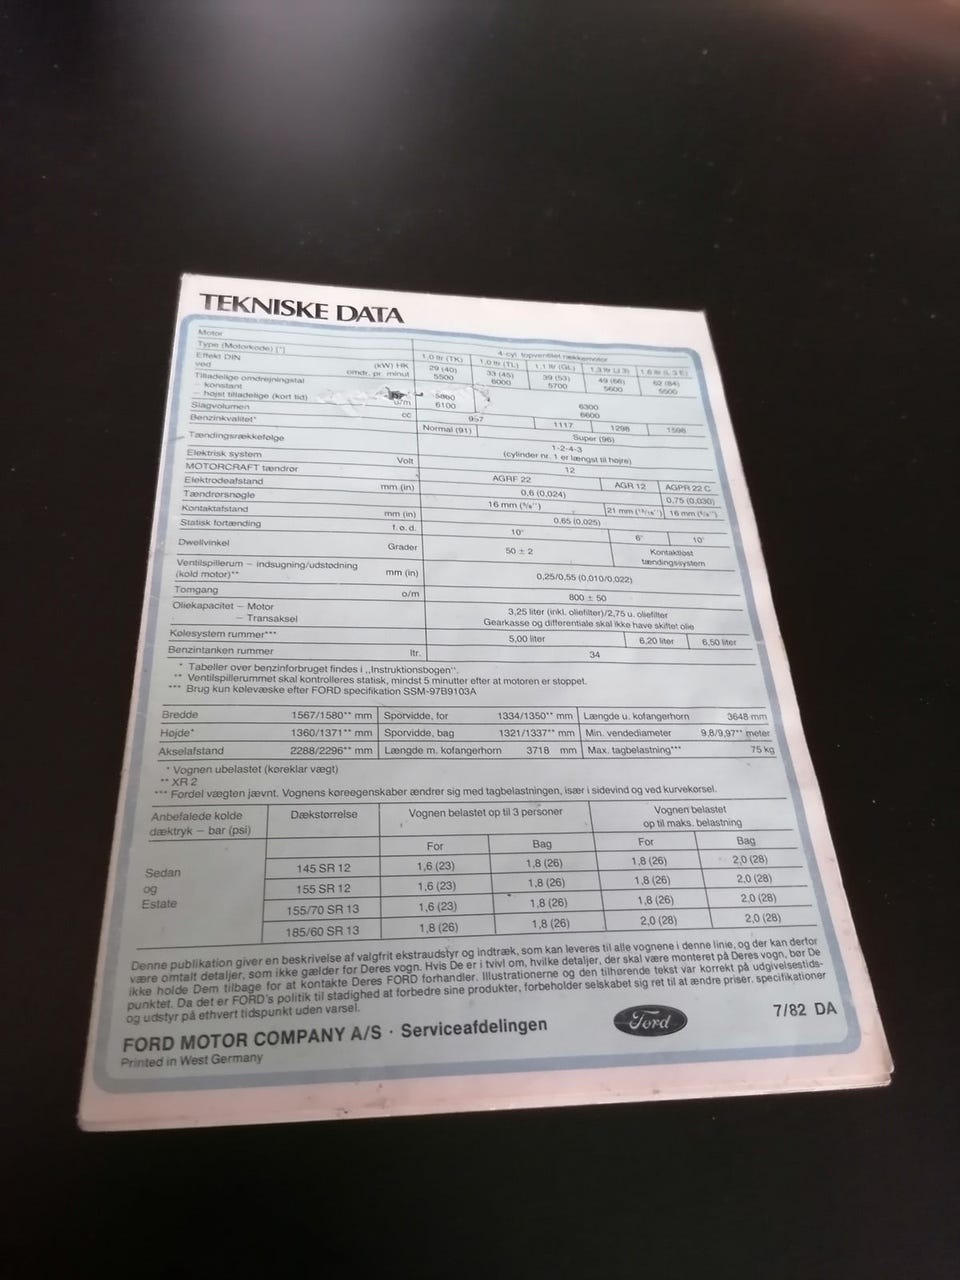 TEKNISKE DATA
Motor 4-cyl. topventilet rækkemotor
Type (Motorkode) (*) 1,0 ltr (TK) 1,0 ltr (TL) 1,1 ltr (GL)
Effekt DIN (kW) HK 29 (40) 33 (45) 39 (53) 49 (66) 62 (84)
ved omdr. pr. minut 5500 6000 5700 5600 5500
Tilladelige omdrejningstal
– konstant 5800 6300
– højst tilladelige (kort tid) o/m 6100 6600
Slagvolumen cc 957 1117 1298 1598
Benzinkvalitet* Normal (91) Super (96)
Tændingsrækkefølge 1-2-4-3
(cylinder nr. 1 er længst til højre)
Elektrisk system Volt 12
MOTORCRAFT tændrør AGRF 22 AGR 12 AGPR 22 C
Elektrodeafstand mm (in) 0,6 (0,024) 0,75 (0,030)
Tændrørsnøgle 16 mm (⁵/₈'') 21 mm (¹³/₁₆'') 16 mm (⁵/₈'')
Kontaktafstand mm (in) 0,65 (0,025)
Statisk fortænding f.ø.d. 10° 6° 10°
Dwellvinkel Grader 50 ± 2 Kontaktløst
tændingssystem
Ventilspillerum – indsugning/udstødning
(kold motor)** mm (in) 0,25/0,55 (0,010/0,022)
Tomgang o/m 800 ± 50
Oliekapacitet – Motor 3,25 liter (inkl. oliefilter)/2,75 u. oliefilter
– Transaksel Gearkasse og differentiale skal ikke have skiftet olie
Kølesystem rummer*** 5,00 liter 6,20 liter 6,50 liter
Benzintanken rummer ltr. 34
* Tabeller over benzinforbruget findes i ,,Instruktionsbogen".
** Ventilspillerummet skal kontrolleres statisk, mindst 5 minutter efter at motoren er stoppet.
*** Brug kun kølevæske efter FORD specifikation SSM-97B9103A
Bredde 1567/1580** mm Sporvidde, for 1334/1350** mm Længde u. kofangerhorn 3648 mm
Højde* 1360/1371** mm Sporvidde, bag 1321/1337** mm Min. vendediameter 9,8/9,97** meter
Akselafstand 2288/2296** mm Længde m. kofangerhorn 3718 mm Max. tagbelastning*** 75 kg
* Vognen ubelastet (køreklar vægt)
** XR 2
*** Fordel vægten jævnt. Vognens køreegenskaber ændrer sig med tagbelastningen, især i sidevind og ved kurvekørsel.
Anbefalede kolde Dækstørrelse Vognen belastet op til 3 personer Vognen belastet
dæktryk – bar (psi) op til maks. belastning
For Bag For Bag
Sedan 145 SR 12 1,6 (23) 1,8 (26) 1,8 (26) 2,0 (28)
og 155 SR 12 1,6 (23) 1,8 (26) 1,8 (26) 2,0 (28)
Estate 155/70 SR 13 1,6 (23) 1,8 (26) 1,8 (26) 2,0 (28)
185/60 SR 13 1,8 (26) 1,8 (26) 2,0 (28) 2,0 (28)
Denne publikation giver en beskrivelse af valgfrit ekstraudstyr og indtræk, som kan leveres til alle vognene i denne linie, og der kan derfor
være omtalt detaljer, som ikke gælder for Deres vogn. Hvis De er i tvivl om, hvilke detaljer, der skal være monteret på Deres vogn, bør De
ikke holde Dem tilbage for at kontakte Deres FORD forhandler. Illustrationerne og den tilhørende tekst var korrekt på udgivelsestids-
punktet. Da det er FORD's politik til stadighed at forbedre sine produkter, forbeholder selskabet sig ret til at ændre priser, specifikationer
og udstyr på ethvert tidspunkt uden varsel.
FORD MOTOR COMPANY A/S · Serviceafdelingen Ford 7/82 DA
Printed in West Germany